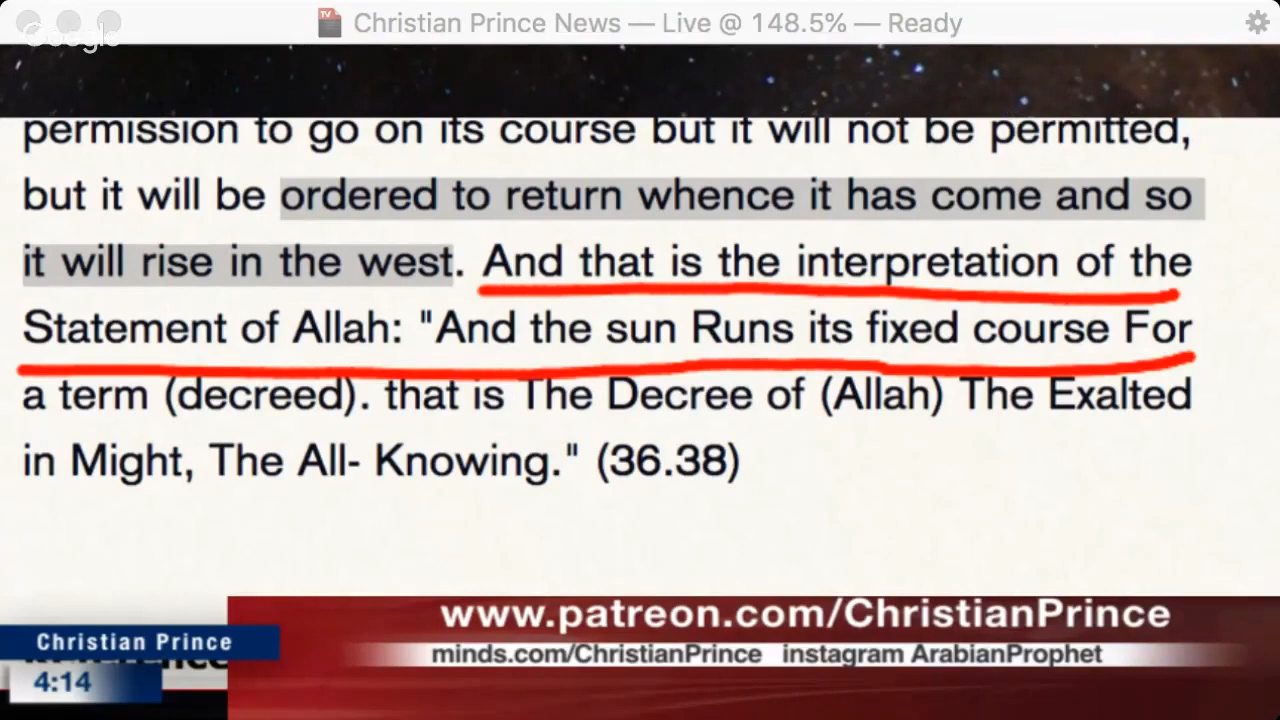 Christian Prince News — Live @ 148.5% — Ready
Google
permission to go on its course but it will not be permitted,
but it will be ordered to return whence it has come and so
it will rise in the west. And that is the interpretation of the
Statement of Allah: "And the sun Runs its fixed course For
a term (decreed). that is The Decree of (Allah) The Exalted
in Might, The All- Knowing." (36.38)
www.patreon.com/ChristianPrince
Christian Prince
minds.com/ChristianPrince instagram ArabianProphet
4:14